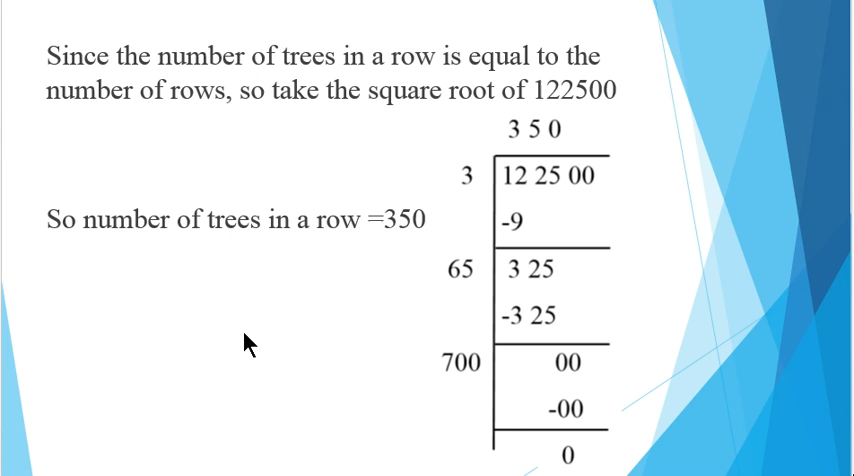 Since the number of trees in a row is equal to the
number of rows, so take the square root of 122500
3 5 0
3 12 25 00
So number of trees in a row =350
-9
65 3 25
-3 25
700 00
-00
0